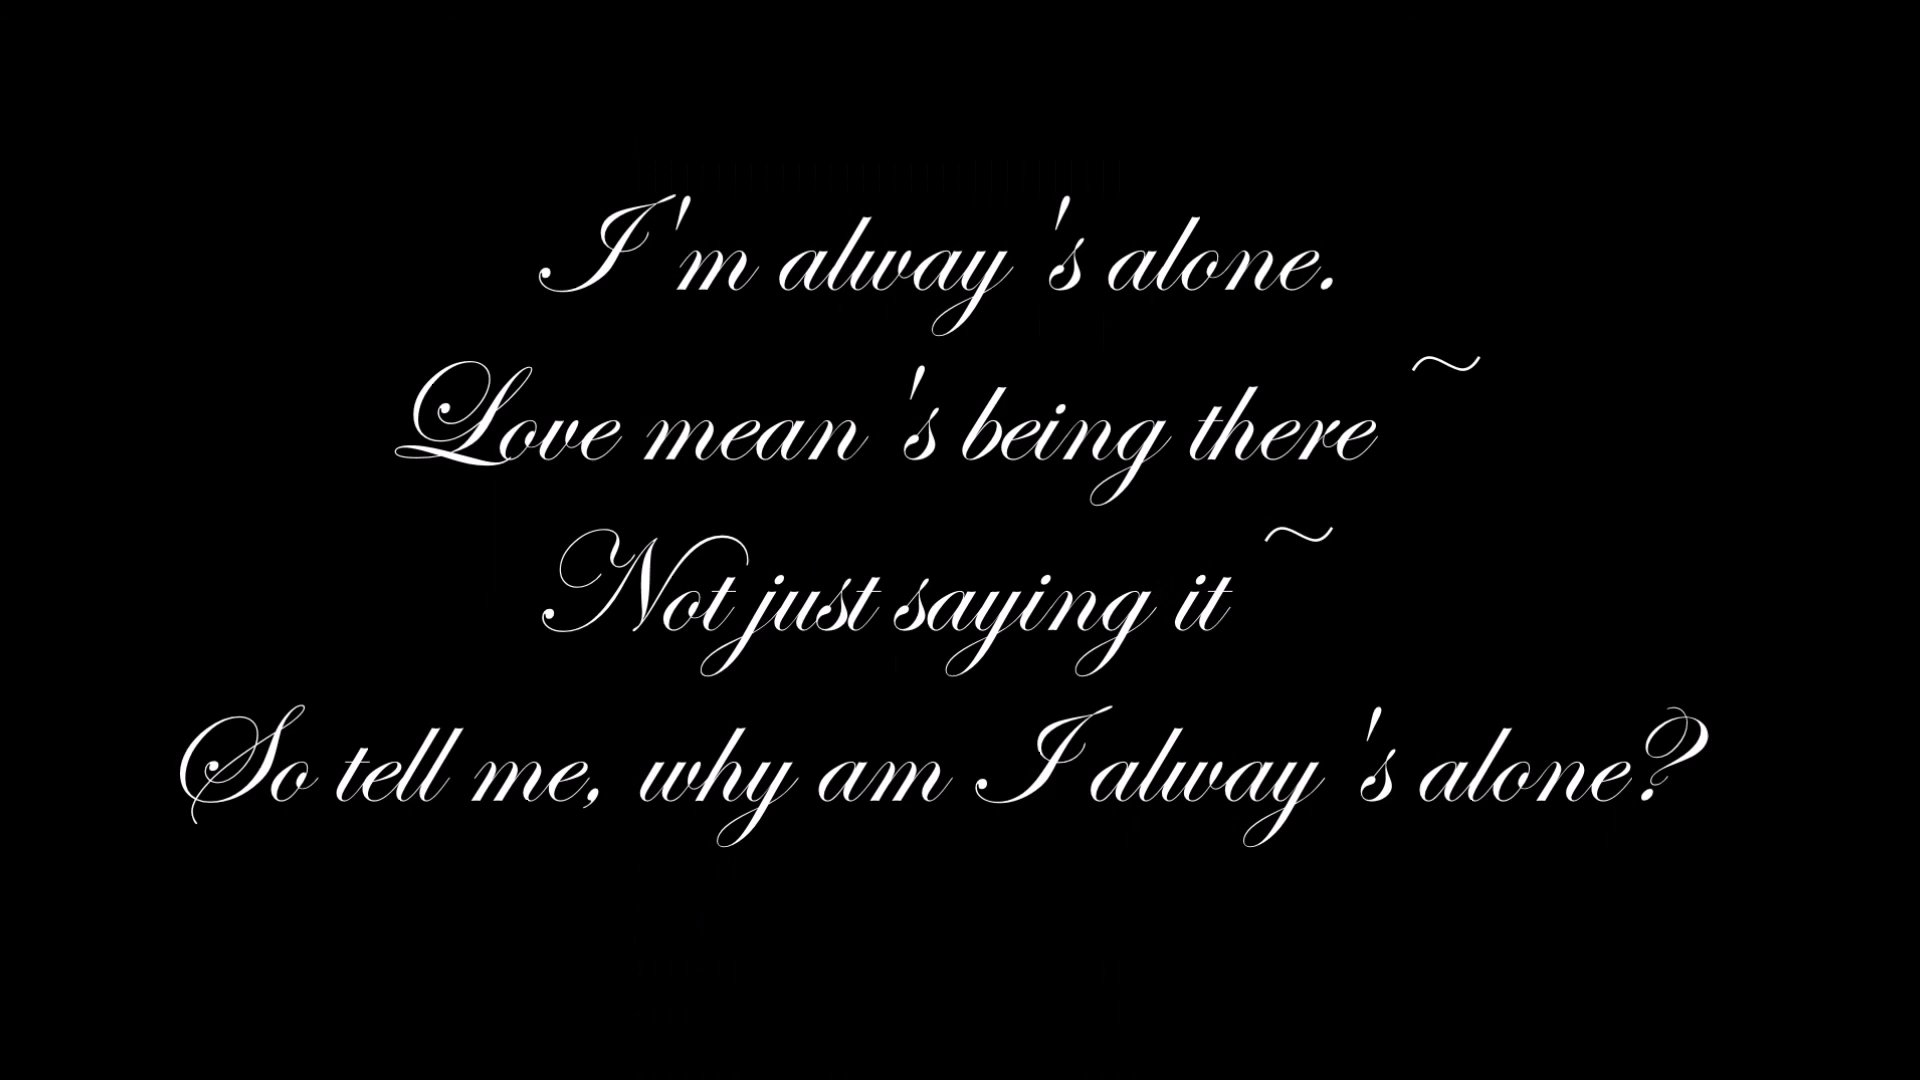 I'm alway's alone.
Love mean's being there ~
Not just saying it ~
So tell me, why am I alway's alone?